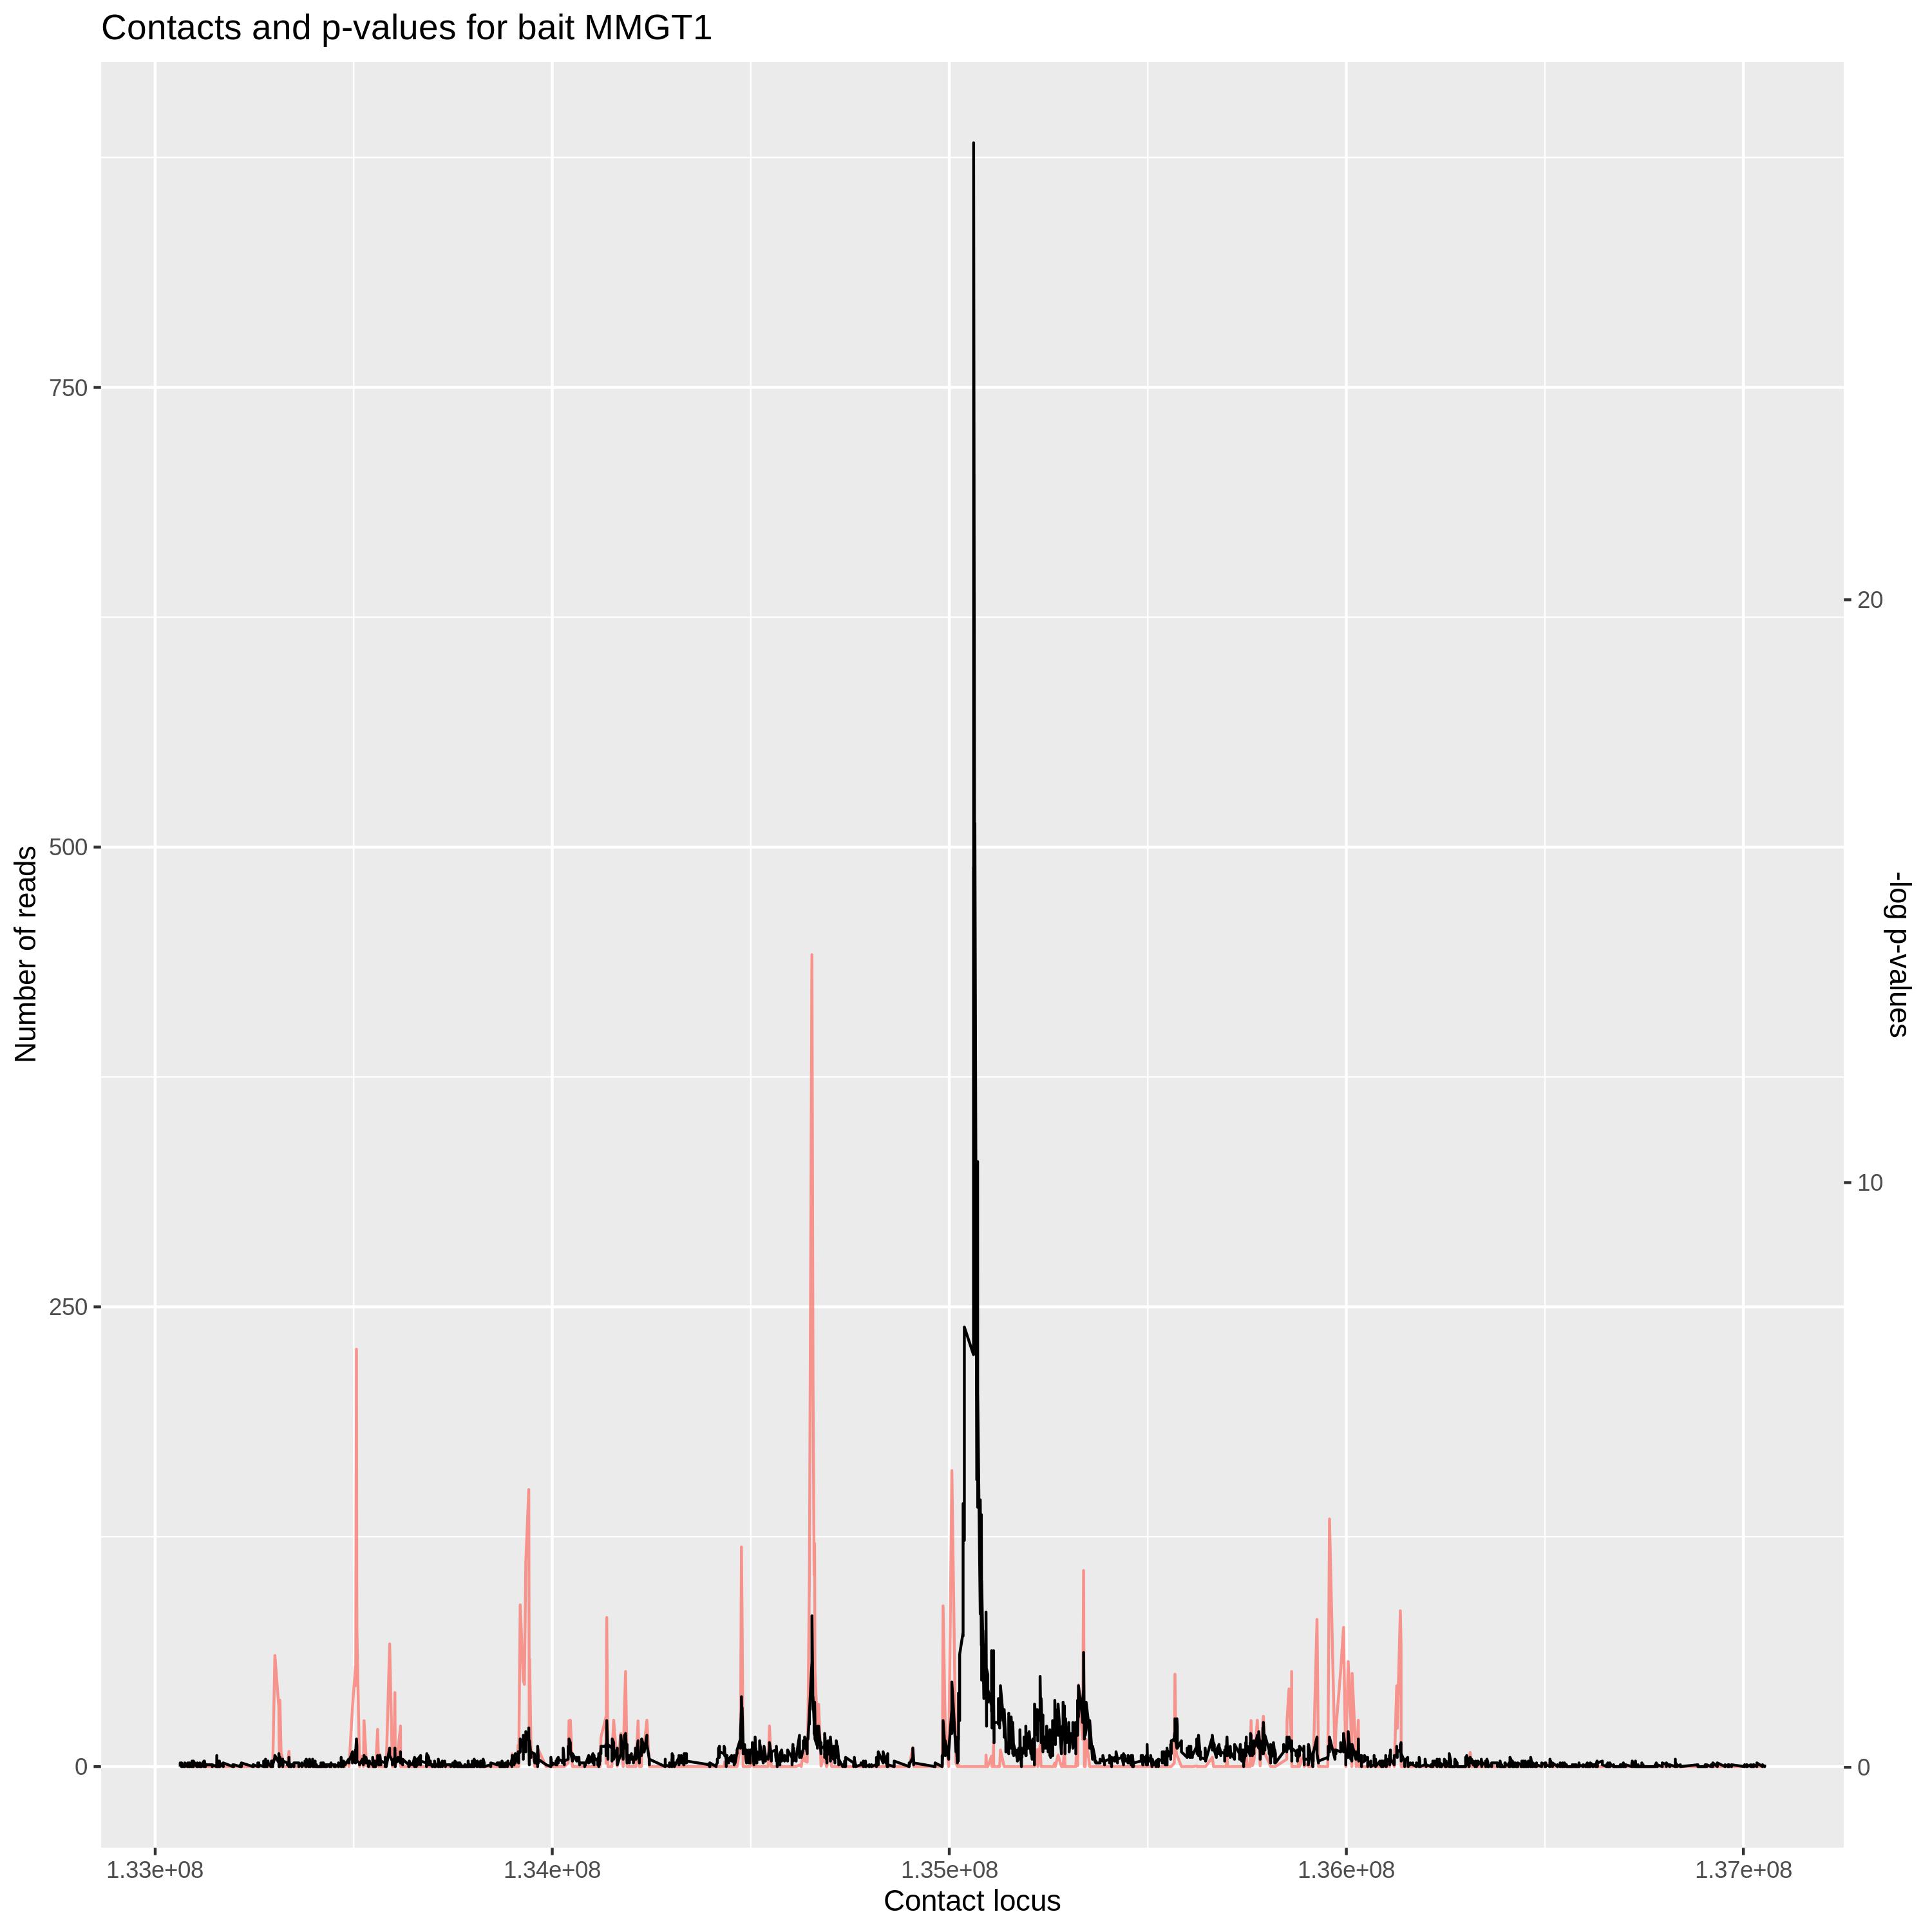 Contacts and p-values for bait MMGT1
750
500
250
0
Number of reads
20
10
0
-log p-values
1.33e+08
1.34e+08
1.35e+08
1.36e+08
1.37e+08
Contact locus